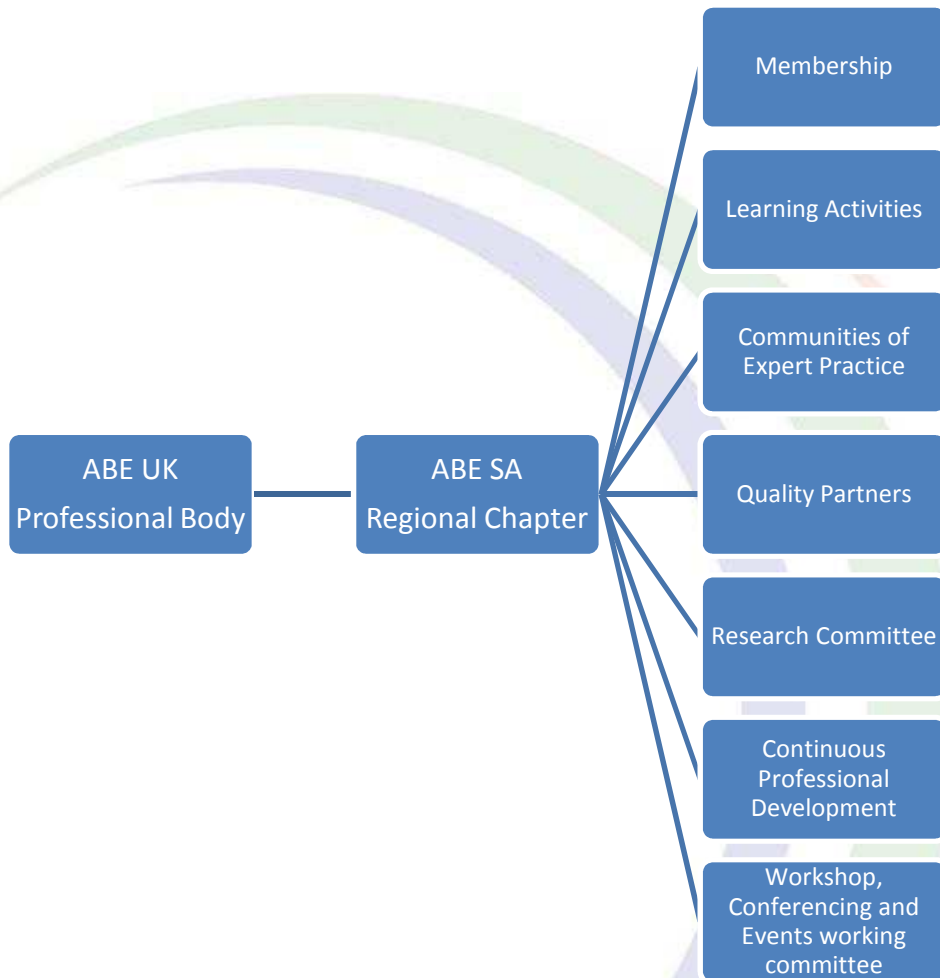 Membership
Learning Activities
Communities of
Expert Practice
ABE UK
Professional Body
ABE SA
Regional Chapter
Quality Partners
Research Committee
Continuous
Professional
Development
Workshop,
Conferencing and
Events working
committee